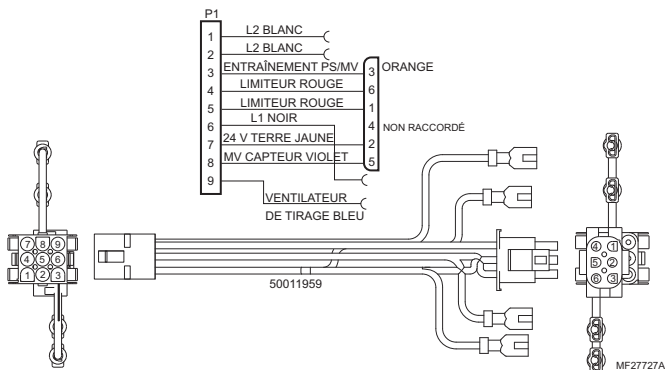 P1
1 L2 BLANC
2 L2 BLANC
3 ENTRAÎNEMENT PS/MV 3 ORANGE
4 LIMITEUR ROUGE 6
5 LIMITEUR ROUGE 1
6 L1 NOIR 4 NON RACCORDÉ
7 24 V TERRE JAUNE 2
8 MV CAPTEUR VIOLET 5
9 VENTILATEUR
DE TIRAGE BLEU
7 8 9
4 5 6
1 2 3
4 1
5 2
6 3
50011959
MF27727A